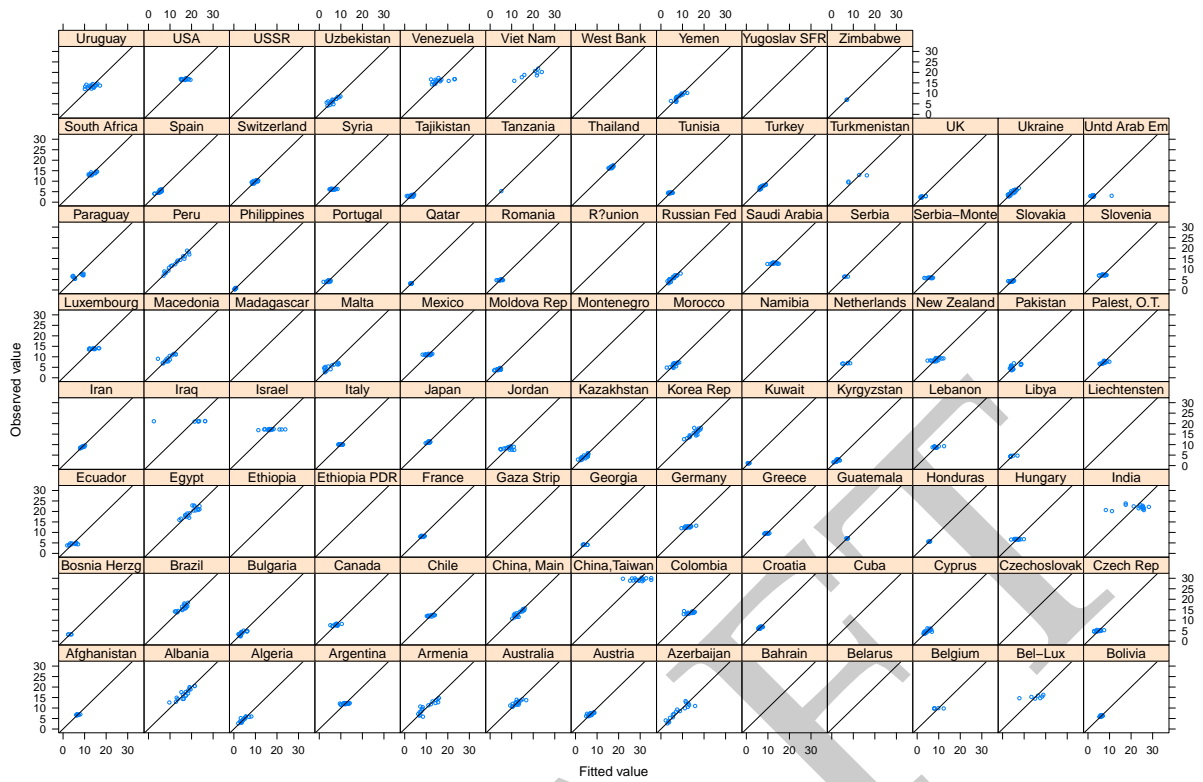 0 10 20 30 0 10 20 30 0 10 20 30 0 10 20 30 0 10 20 30
Uruguay USA USSR Uzbekistan Venezuela Viet Nam West Bank Yemen Yugoslav SFR Zimbabwe
0 5 10 15 20 30
South Africa Spain Switzerland Syria Tajikistan Tanzania Thailand Tunisia Turkey Turkmenistan UK Ukraine Untd Arab Em
0 5 10 15 20 30
Paraguay Peru Philippines Portugal Qatar Romania R?union Russian Fed Saudi Arabia Serbia Serbia−Monte Slovakia Slovenia
0 5 10 15 20 30
Luxembourg Macedonia Madagascar Malta Mexico Moldova Rep Montenegro Morocco Namibia Netherlands New Zealand Pakistan Palest, O.T.
0 5 10 15 20 30
Iran Iraq Israel Italy Japan Jordan Kazakhstan Korea Rep Kuwait Kyrgyzstan Lebanon Libya Liechtensten
0 5 10 15 20 30
Ecuador Egypt Ethiopia Ethiopia PDR France Gaza Strip Georgia Germany Greece Guatemala Honduras Hungary India
0 5 10 15 20 30
Bosnia Herzg Brazil Bulgaria Canada Chile China, Main China,Taiwan Colombia Croatia Cuba Cyprus Czechoslovak Czech Rep
0 5 10 15 20 30
Afghanistan Albania Algeria Argentina Armenia Australia Austria Azerbaijan Bahrain Belarus Belgium Bel−Lux Bolivia
0 5 10 15 20 30
0 10 20 30 0 10 20 30 0 10 20 30 0 10 20 30 0 10 20 30 0 10 20 30 0 10 20 30
Fitted value
Observed value